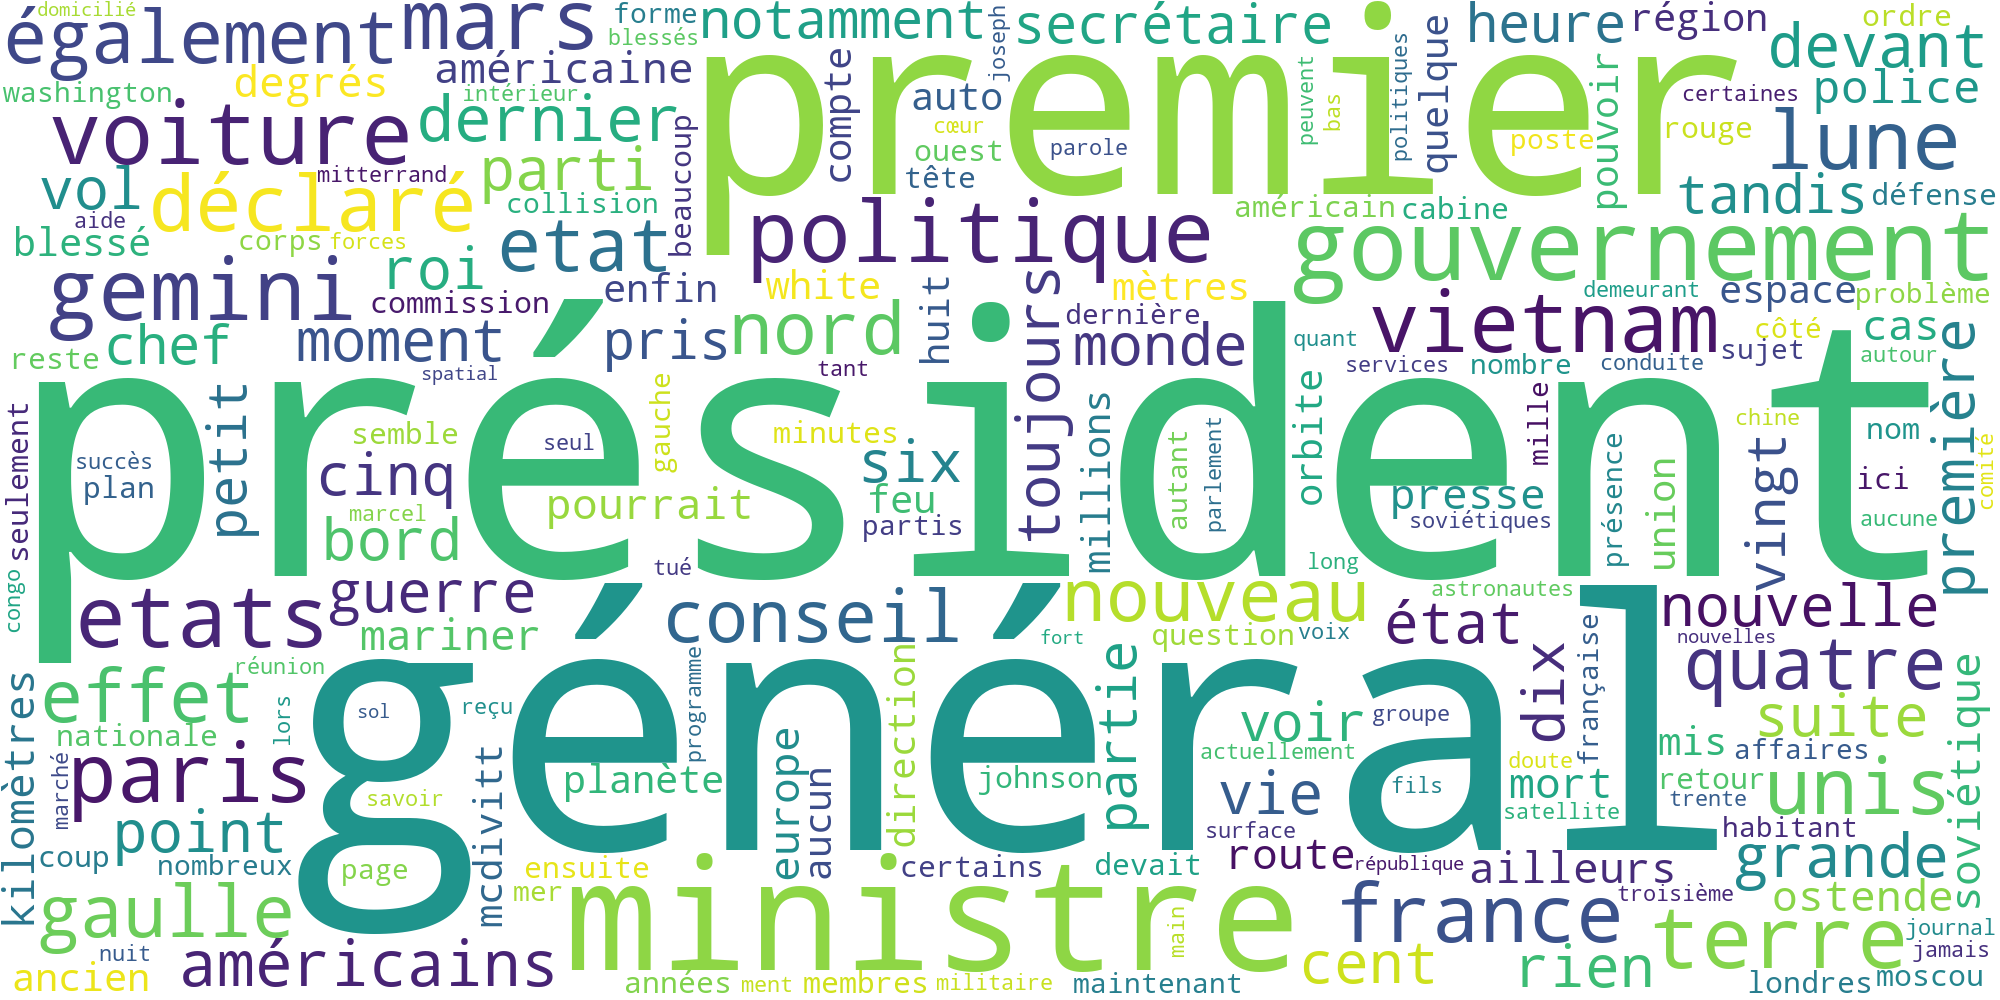 domicilié
également
mars
forme
blessés
notamment
secrétaire
joseph
premier
politiques
quelque
heure
région
ordre
devant
washington
degrés
américaine
intérieur
voiture
dernier
compte
auto
cœur
ouest
parole
tête
peuvent
bas
poste
pouvoir
certaines
rouge
police
lune
vol
aide
déclaré
mitterrand
parti
collision
beaucoup
politique
américain
cabine
tandis
défense
blessé
corps
forces
roi
etat
gouvernement
gemini
commission
enfin
white
mètres
toujours
vietnam
demeurant
espace
problème
reste
chef
moment
pris
nord
huit
dernière
monde
quant
services
nombre
conduite
côté
sujet
cas
autour
première
président
spatial
tant
seulement
succès
plan
petit
semble
cinq
marcel
bord
seul
gauche
pourrait
minutes
six
feu
partis
millions
autant
parlement
orbite
presse
soviétiques
mille
présence
union
chine
vingt
nom
ici
aucune
comité
congo
etats
guerre
mariner
tué
conseil
nouveau
long
fort
astronautes
question
voix
état
nouvelle
nouvelles
quatre
kilomètres
effet
réunion
nationale
lors
sol
reçu
général
programme
direction
partie
voir
groupe
dix
française
suite
soviétique
marché
paris
savoir
mcdivitt
planète
europe
aucun
johnson
actuellement
vie
fils
doute
mort
satellite
mis
affaires
retour
trente
unis
point
coup
nombreux
page
ensuite
mer
certains
devait
surface
route
république
ailleurs
habitant
troisième
grande
ostende
gaulle
ministre
main
france
terre
journal
jamais
nuit
ancien
américains
années
ment
membres
militaire
maintenant
cent
rien
londres
moscou